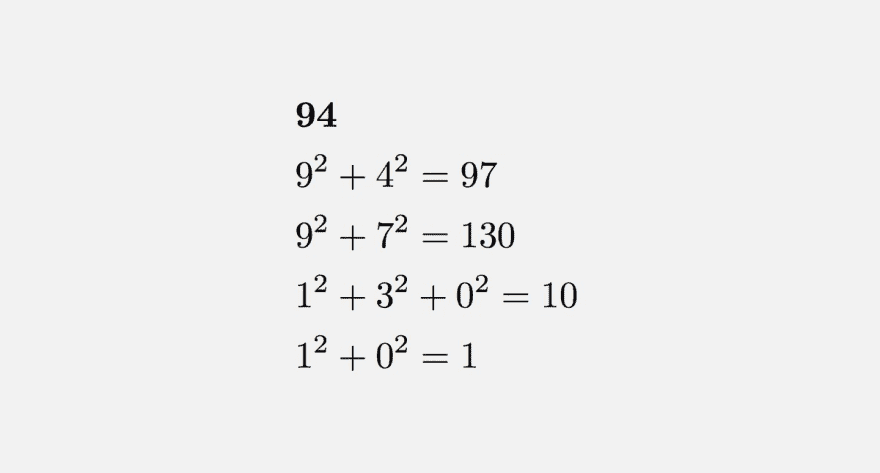 94
9² + 4² = 97
9² + 7² = 130
1² + 3² + 0² = 10
1² + 0² = 1